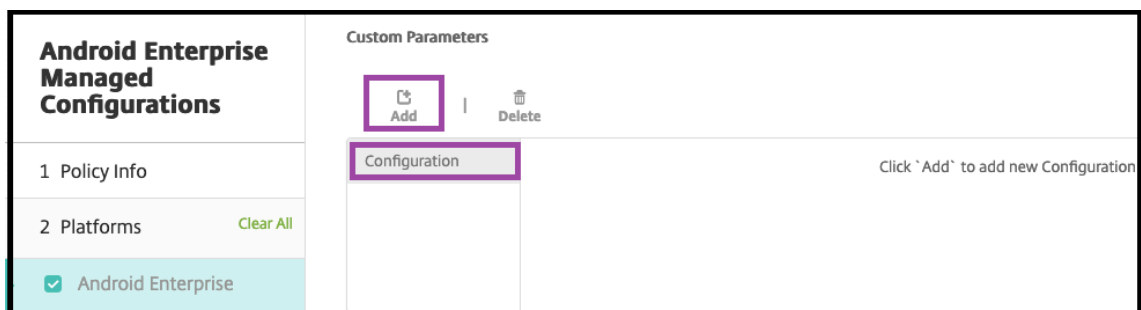 Android Enterprise
Managed
Configurations
1 Policy Info
2 Platforms
Clear All
Android Enterprise
Custom Parameters
Add
Delete
Configuration
Click `Add` to add new Configuration